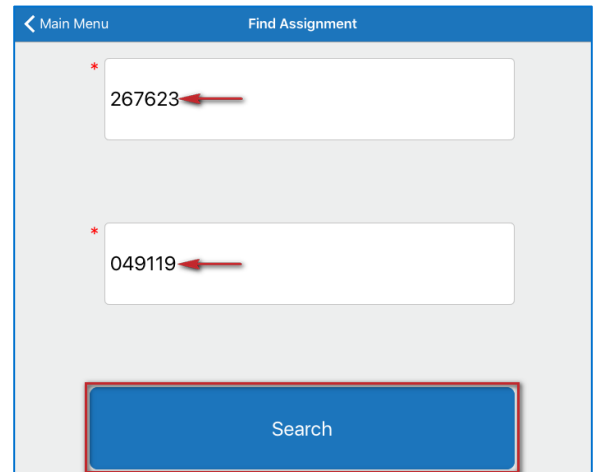 Main Menu
Find Assignment
*
267623
*
049119
Search